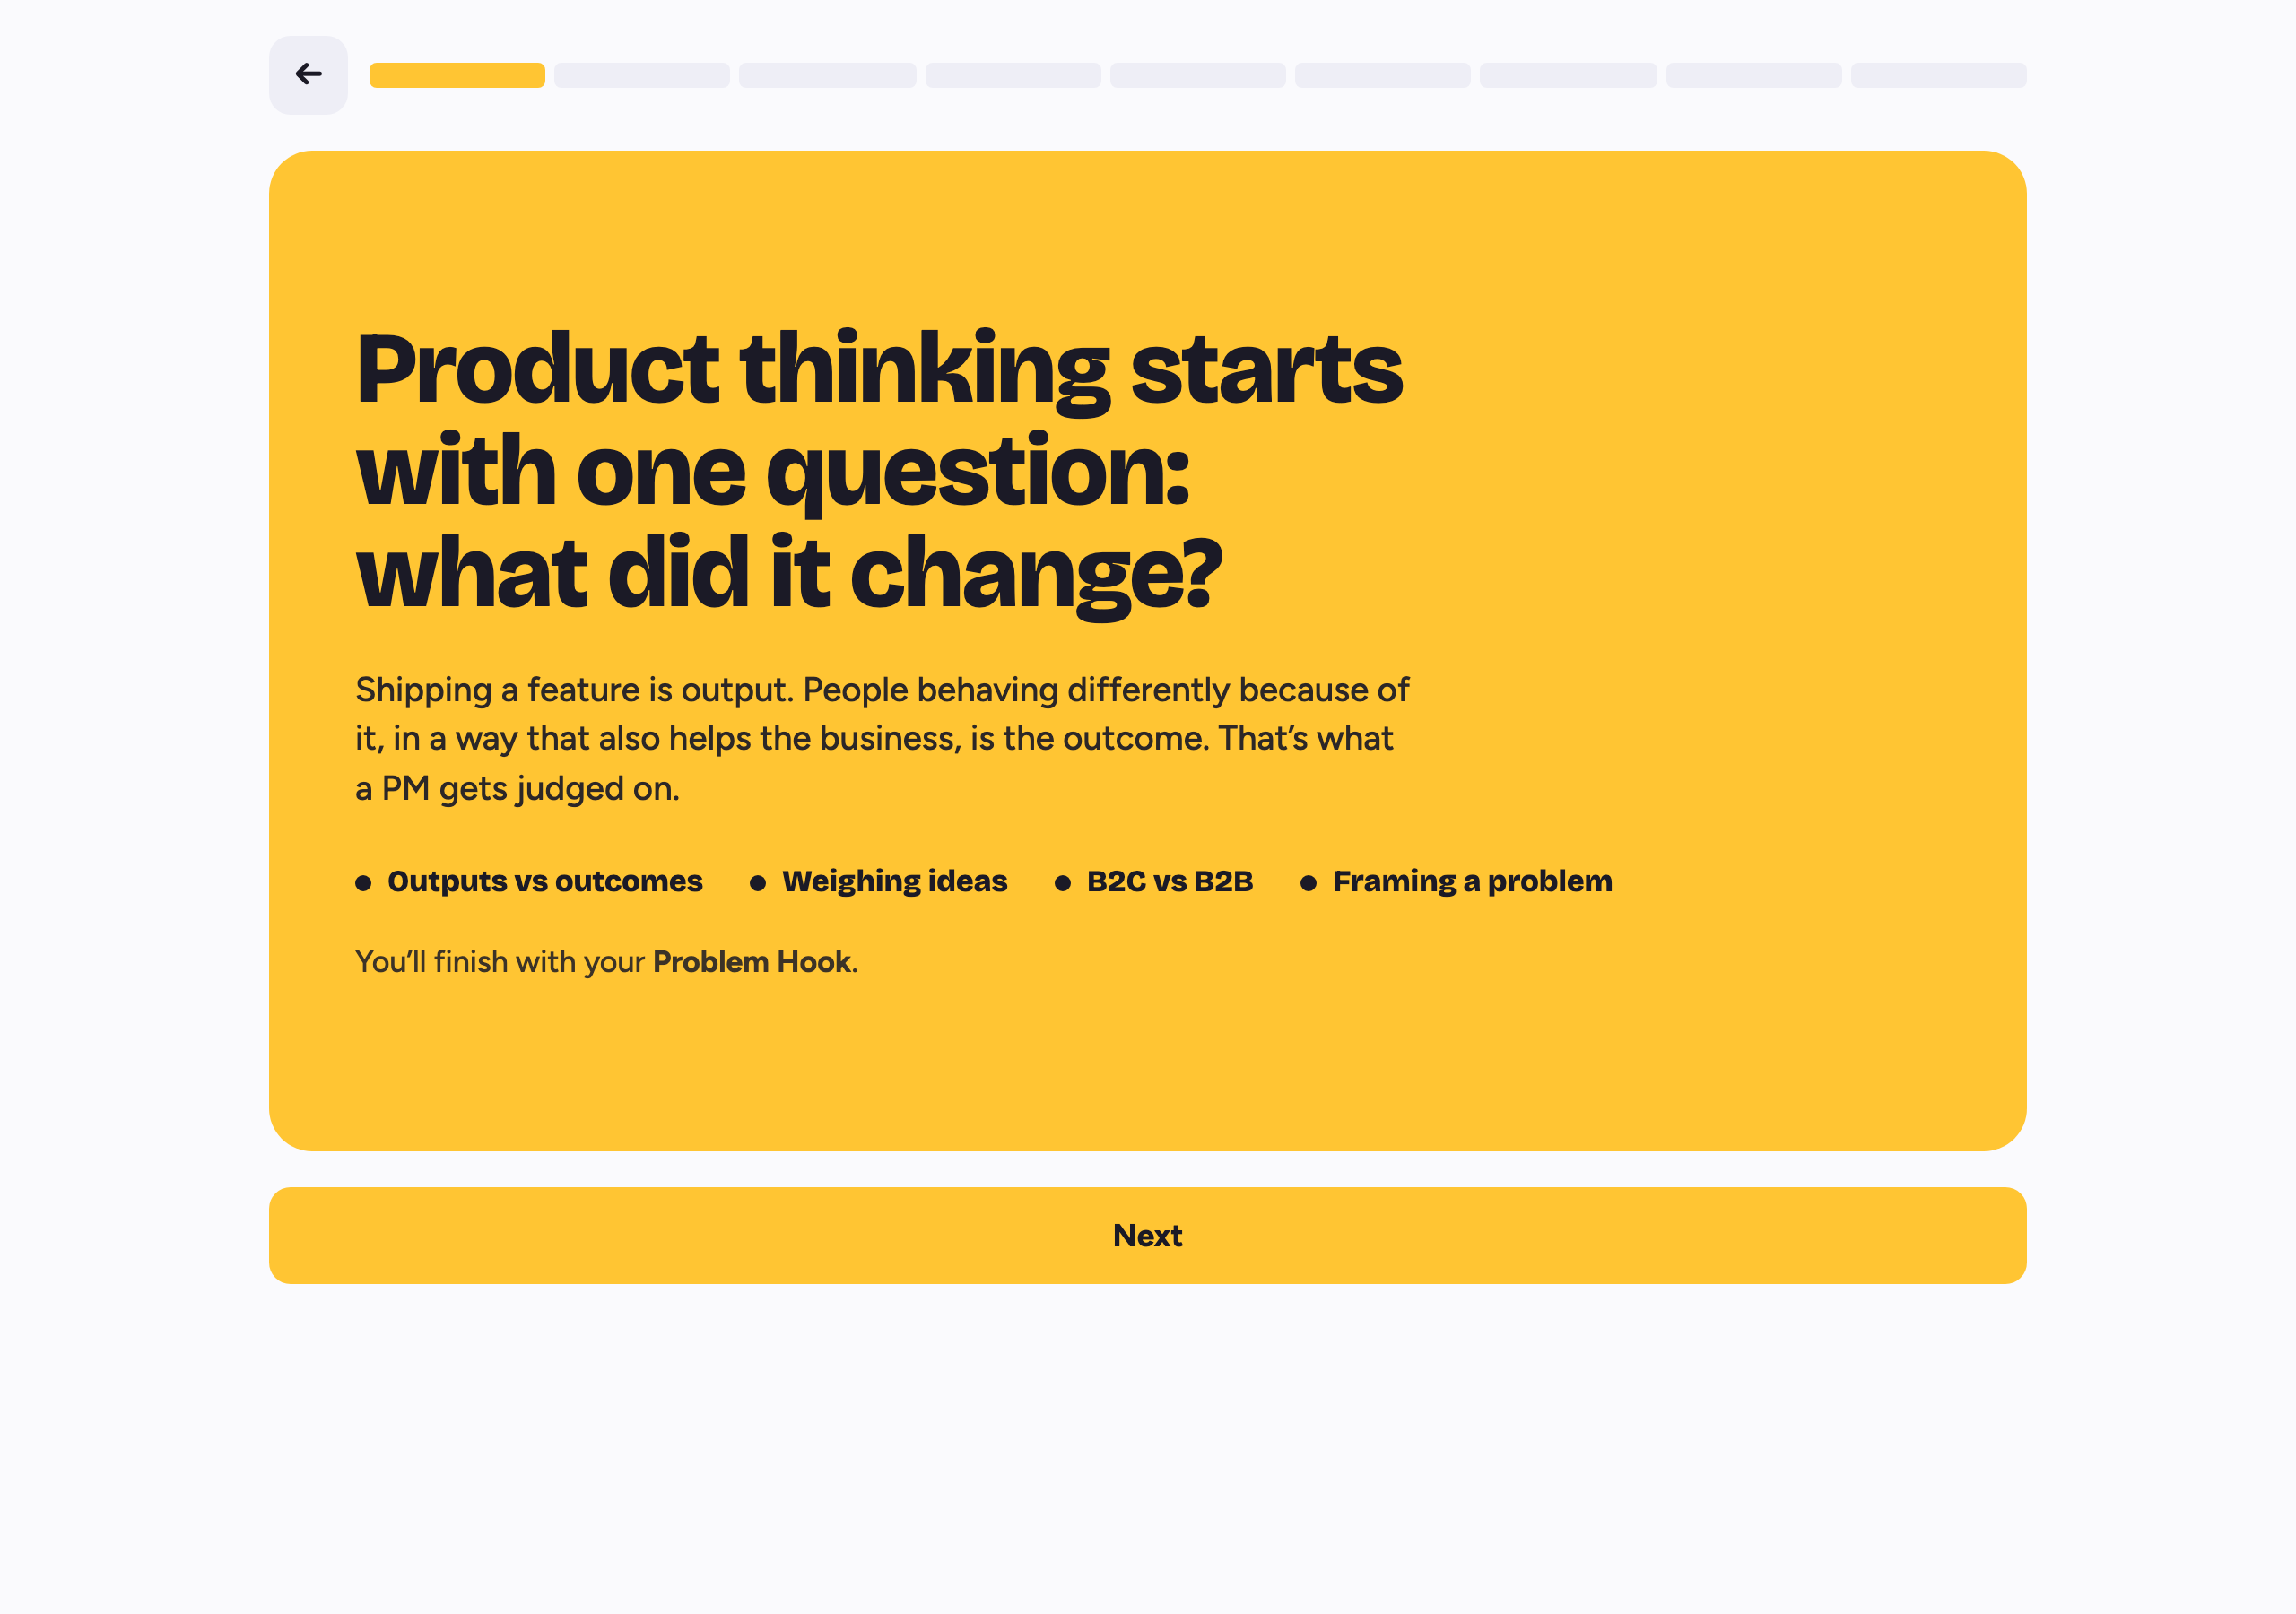 Product thinking starts
with one question:
what did it change?
Shipping a feature is output. People behaving differently because of
it, in a way that also helps the business, is the outcome. That’s what
a PM gets judged on.
Outputs vs outcomes
Weighing ideas
B2C vs B2B
Framing a problem
You’ll finish with your Problem Hook.
Next